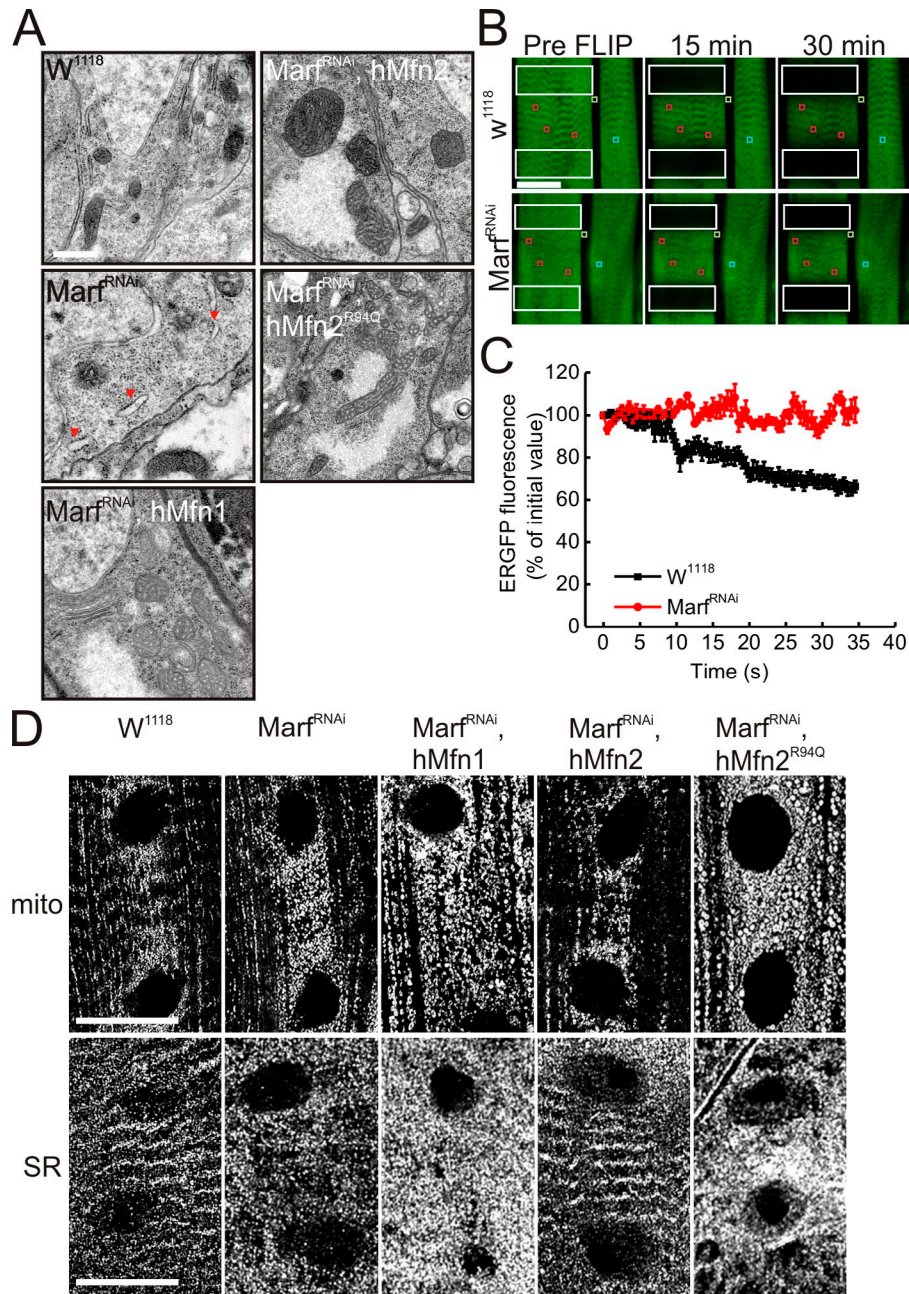 A
W1118
MarfRNAi, hMfn2
MarfRNAi
MarfRNAi,
hMfn2R94Q
MarfRNAi, hMfn1
B
Pre FLIP 15 min 30 min
w1118
MarfRNAi
C
ERGFP fluorescence
(% of initial value)
120
100
80
60
40
20
0
W1118
MarfRNAi
0 5 10 15 20 25 30 35 40
Time (s)
D
W1118
MarfRNAi
MarfRNAi,
hMfn1
MarfRNAi,
hMfn2
MarfRNAi,
hMfn2R94Q
mito
SR